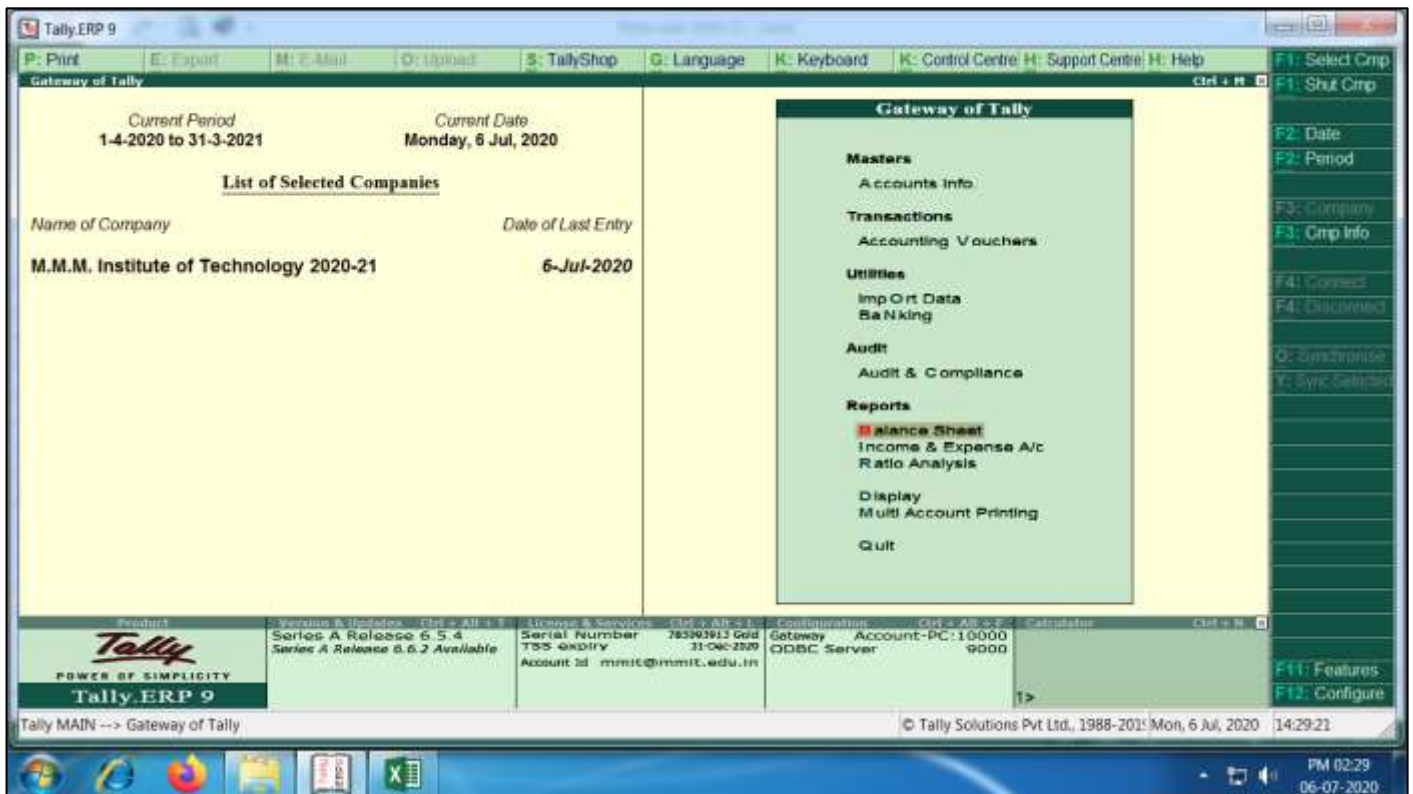 Tally.ERP 9
P: Print E: Export M: E-Mail O: Upload S: TallyShop G: Language K: Keyboard K: Control Centre H: Support Centre H: Help
Gateway of Tally Ctrl + M
Current Period Current Date
1-4-2020 to 31-3-2021 Monday, 6 Jul, 2020
List of Selected Companies
Name of Company Date of Last Entry
M.M.M. Institute of Technology 2020-21 6-Jul-2020
Gateway of Tally
Masters
Accounts Info.
Transactions
Accounting Vouchers
Utilities
ImpOrt Data
BaNking
Audit
Audit & Compliance
Reports
Balance Sheet
Income & Expense A/c
Ratio Analysis
Display
Multi Account Printing
Quit
F1: Select Cmp
F1: Shut Cmp
F2: Date
F2: Period
F3: Company
F3: Cmp Info
F4: Connect
F4: Disconnect
O: Synchronise
Y: Sync Selected
F11: Features
F12: Configure
Product
Tally
POWER OF SIMPLICITY
Tally.ERP 9
Version & Updates Ctrl + Alt + T
Series A Release 6.5.4
Series A Release 6.6.2 Available
License & Services Ctrl + Alt + L
Serial Number Gold
TSS expiry 31-Dec-2020
Account Id mmit@mmit.edu.in
Configuration Ctrl + Alt + F
Gateway Account-PC:10000
ODBC Server 9000
Calculator Ctrl + N
1>
Tally MAIN --> Gateway of Tally © Tally Solutions Pvt Ltd., 1988-201 Mon, 6 Jul, 2020 14:29:21
PM 02:29
06-07-2020